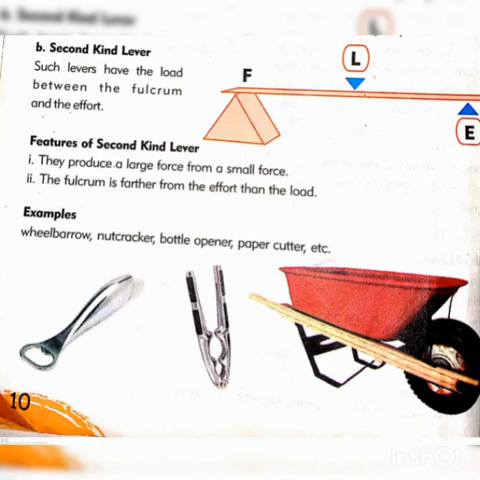 b. Second Kind Lever
Such levers have the load
between the fulcrum
and the effort.
F
L
E
Features of Second Kind Lever
i. They produce a large force from a small force.
ii. The fulcrum is farther from the effort than the load.
Examples
wheelbarrow, nutcracker, bottle opener, paper cutter, etc.
10
InShOt